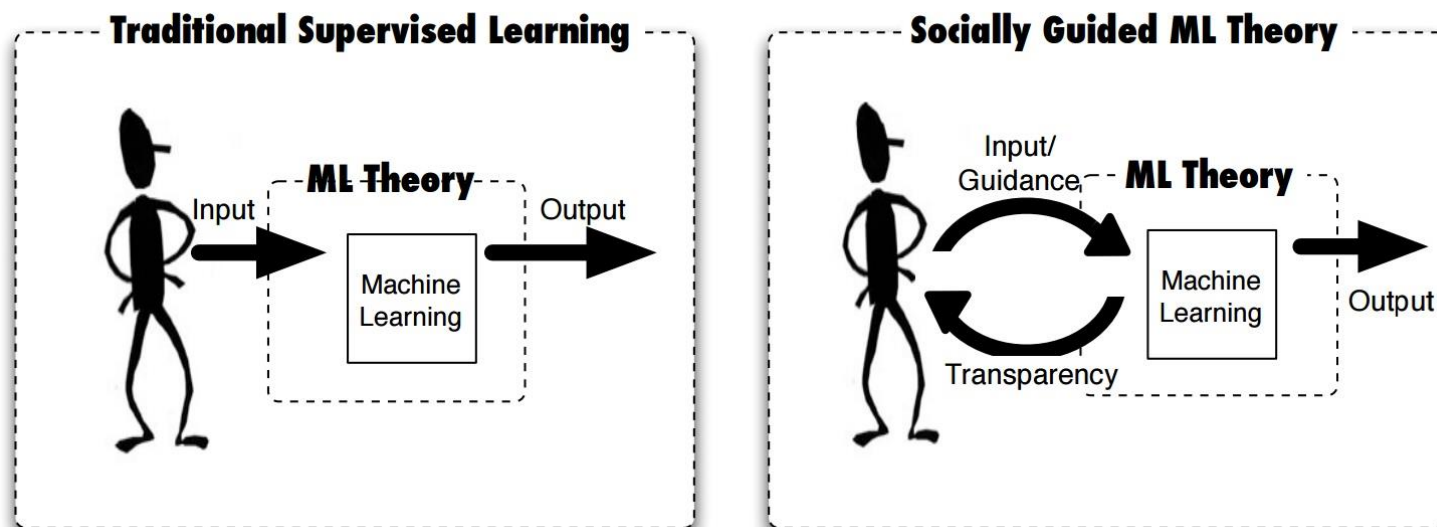 Traditional Supervised Learning
ML Theory
Input
Output
Machine
Learning
Socially Guided ML Theory
Input/
Guidance
ML Theory
Machine
Learning
Output
Transparency